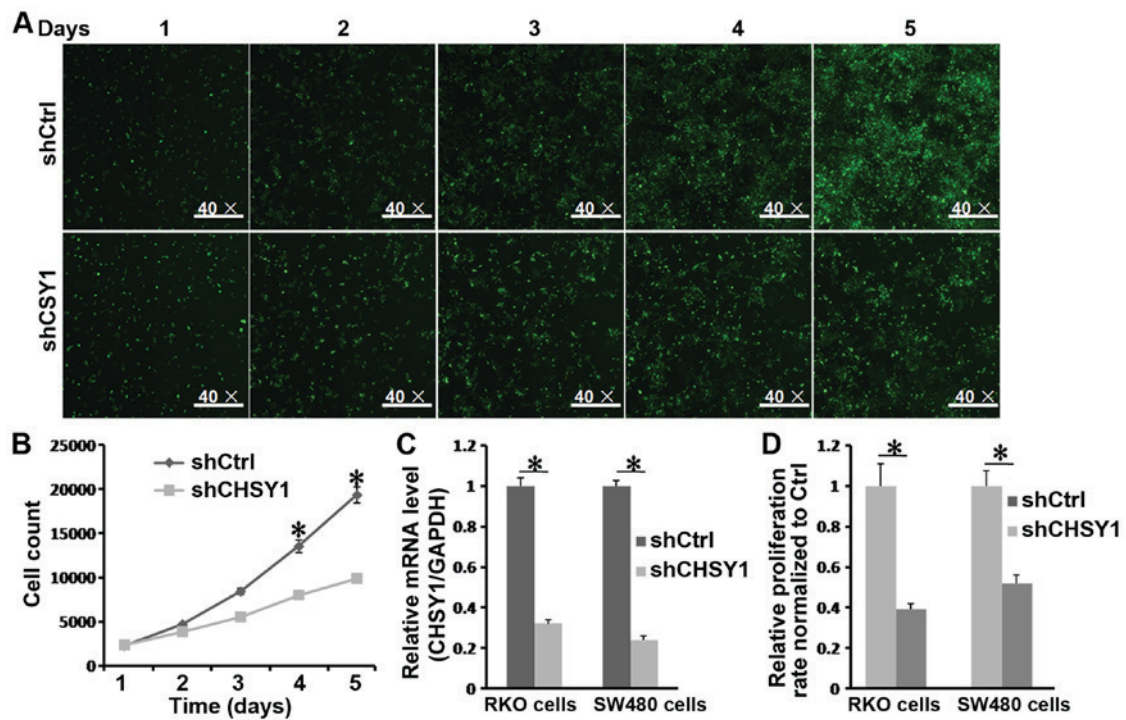 A Days 1 2 3 4 5
shCtrl
40 × 40 × 40 × 40 × 40 ×
shCSY1
40 × 40 × 40 × 40 × 40 ×
B
Cell count
25000
20000
15000
10000
5000
0
shCtrl
shCHSY1
*
*
1 2 3 4 5
Time (days)
C
Relative mRNA level
(CHSY1/GAPDH)
1.2
1
0.8
0.6
0.4
0.2
0
* *
shCtrl
shCHSY1
RKO cells SW480 cells
D
Relative proliferation
rate normalized to Ctrl
1.2
1
0.8
0.6
0.4
0.2
0
* *
shCtrl
shCHSY1
RKO cells SW480 cells